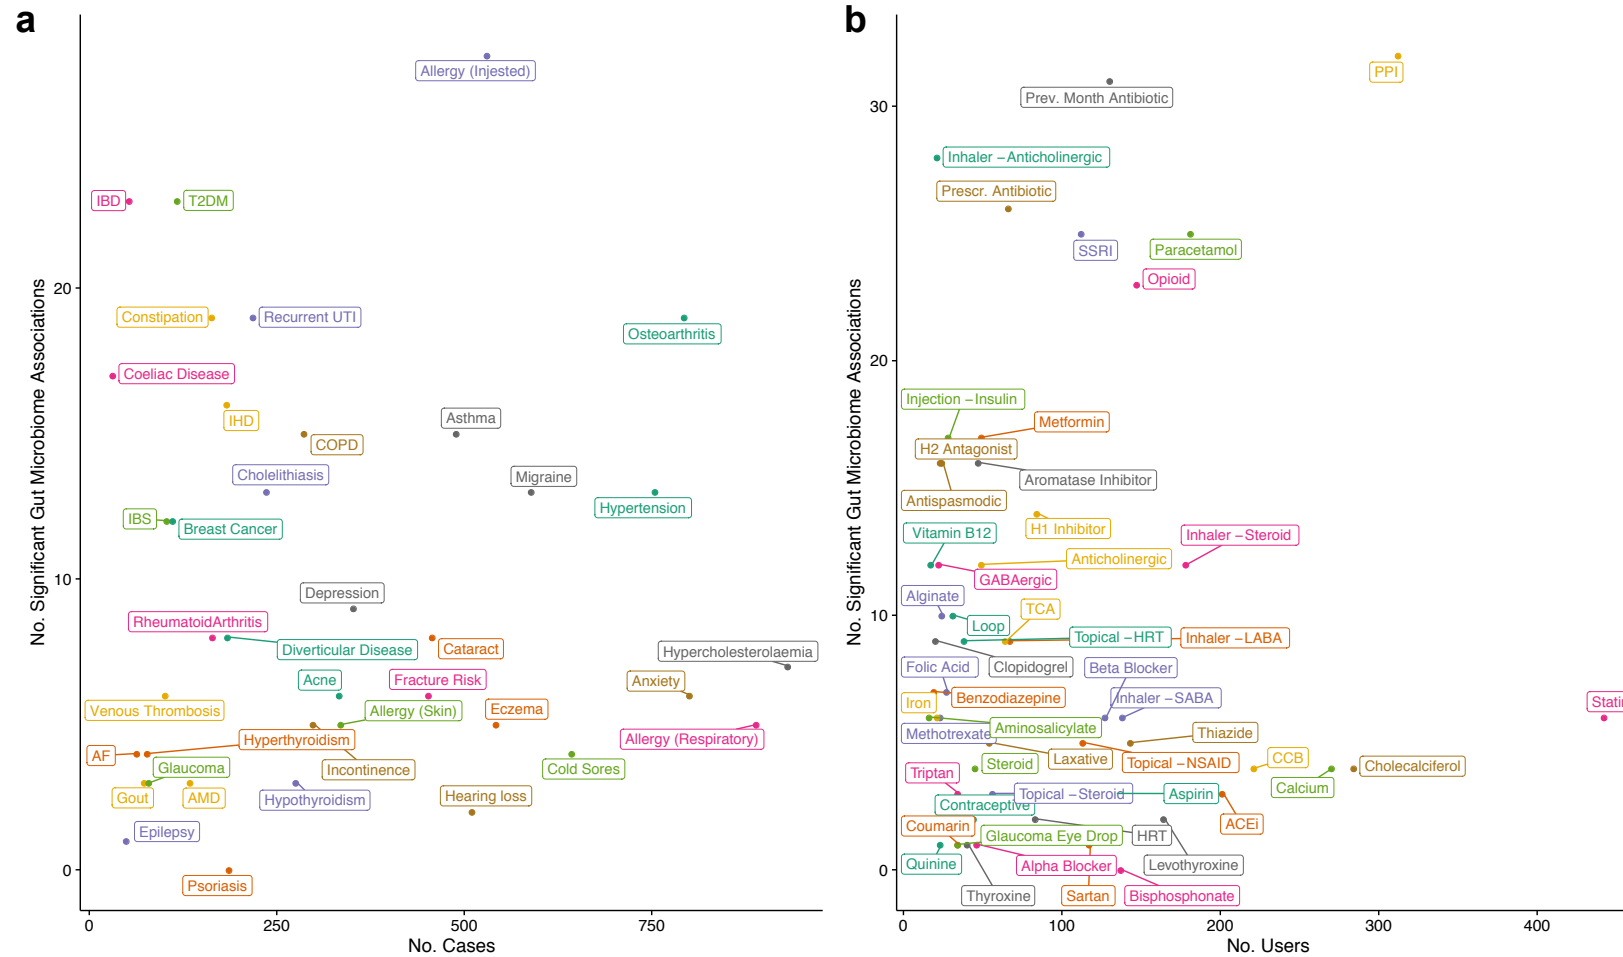 a
No. Significant Gut Microbiome Associations
20
10
0
Allergy (Injested)
IBD
T2DM
Constipation
Recurrent UTI
Osteoarthritis
Coeliac Disease
IHD
Asthma
COPD
Cholelithiasis
Migraine
Hypertension
IBS
Breast Cancer
Depression
RheumatoidArthritis
Diverticular Disease
Cataract
Hypercholesterolaemia
Acne
Fracture Risk
Anxiety
Venous Thrombosis
Allergy (Skin)
Eczema
Hyperthyroidism
Allergy (Respiratory)
AF
Glaucoma
Incontinence
Cold Sores
Gout
AMD
Hypothyroidism
Hearing loss
Epilepsy
Psoriasis
0
250
500
750
No. Cases
b
No. Significant Gut Microbiome Associations
30
20
10
0
PPI
Prev. Month Antibiotic
Inhaler –Anticholinergic
Prescr. Antibiotic
SSRI
Paracetamol
Opioid
Injection –Insulin
Metformin
H2 Antagonist
Aromatase Inhibitor
Antispasmodic
H1 Inhibitor
Vitamin B12
Inhaler –Steroid
Anticholinergic
GABAergic
Alginate
TCA
Loop
Topical –HRT
Inhaler –LABA
Folic Acid
Clopidogrel
Beta Blocker
Iron
Benzodiazepine
Inhaler –SABA
Methotrexate
Aminosalicylate
Thiazide
Steroid
Laxative
Topical –NSAID
CCB
Cholecalciferol
Triptan
Calcium
Topical –Steroid
Aspirin
Contraceptive
Coumarin
Glaucoma Eye Drop
HRT
ACEi
Quinine
Alpha Blocker
Levothyroxine
Thyroxine
Sartan
Bisphosphonate
0
100
200
300
400
No. Users